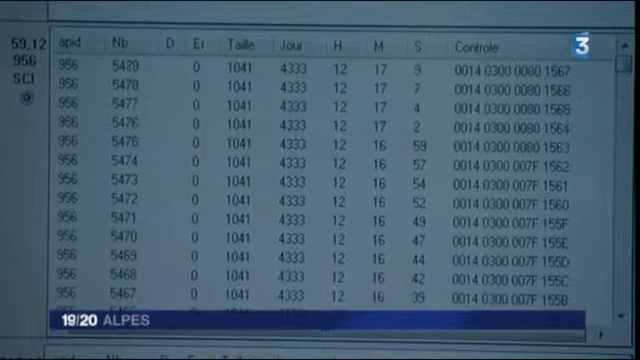 59,12
956
SCI
apid Nb D Er Taille Jour H M S Controle
3
956 5429 0 1041 4333 12 17 9 0014 0300 0080 1567
956 5478 0 1041 4333 12 17 7 0014 0300 0080 1566
956 5477 0 1041 4333 12 17 4 0014 0300 0080 1565
956 5476 0 1041 4333 12 17 2 0014 0300 0080 1564
956 5475 0 1041 4333 12 16 59 0014 0300 0080 1563
956 5474 0 1041 4333 12 16 57 0014 0300 007F 1562
956 5473 0 1041 4333 12 16 54 0014 0300 007F 1561
956 5472 0 1041 4333 12 16 52 0014 0300 007F 1560
956 5471 0 1041 4333 12 16 49 0014 0300 007F 155F
956 5470 0 1041 4333 12 16 47 0014 0300 007F 155E
956 5469 0 1041 4333 12 16 44 0014 0300 007F 155D
956 5468 0 1041 4333 12 16 42 0014 0300 007F 155C
956 5467 0 1041 4333 12 16 39 0014 0300 007F 155B
19/20 ALPES